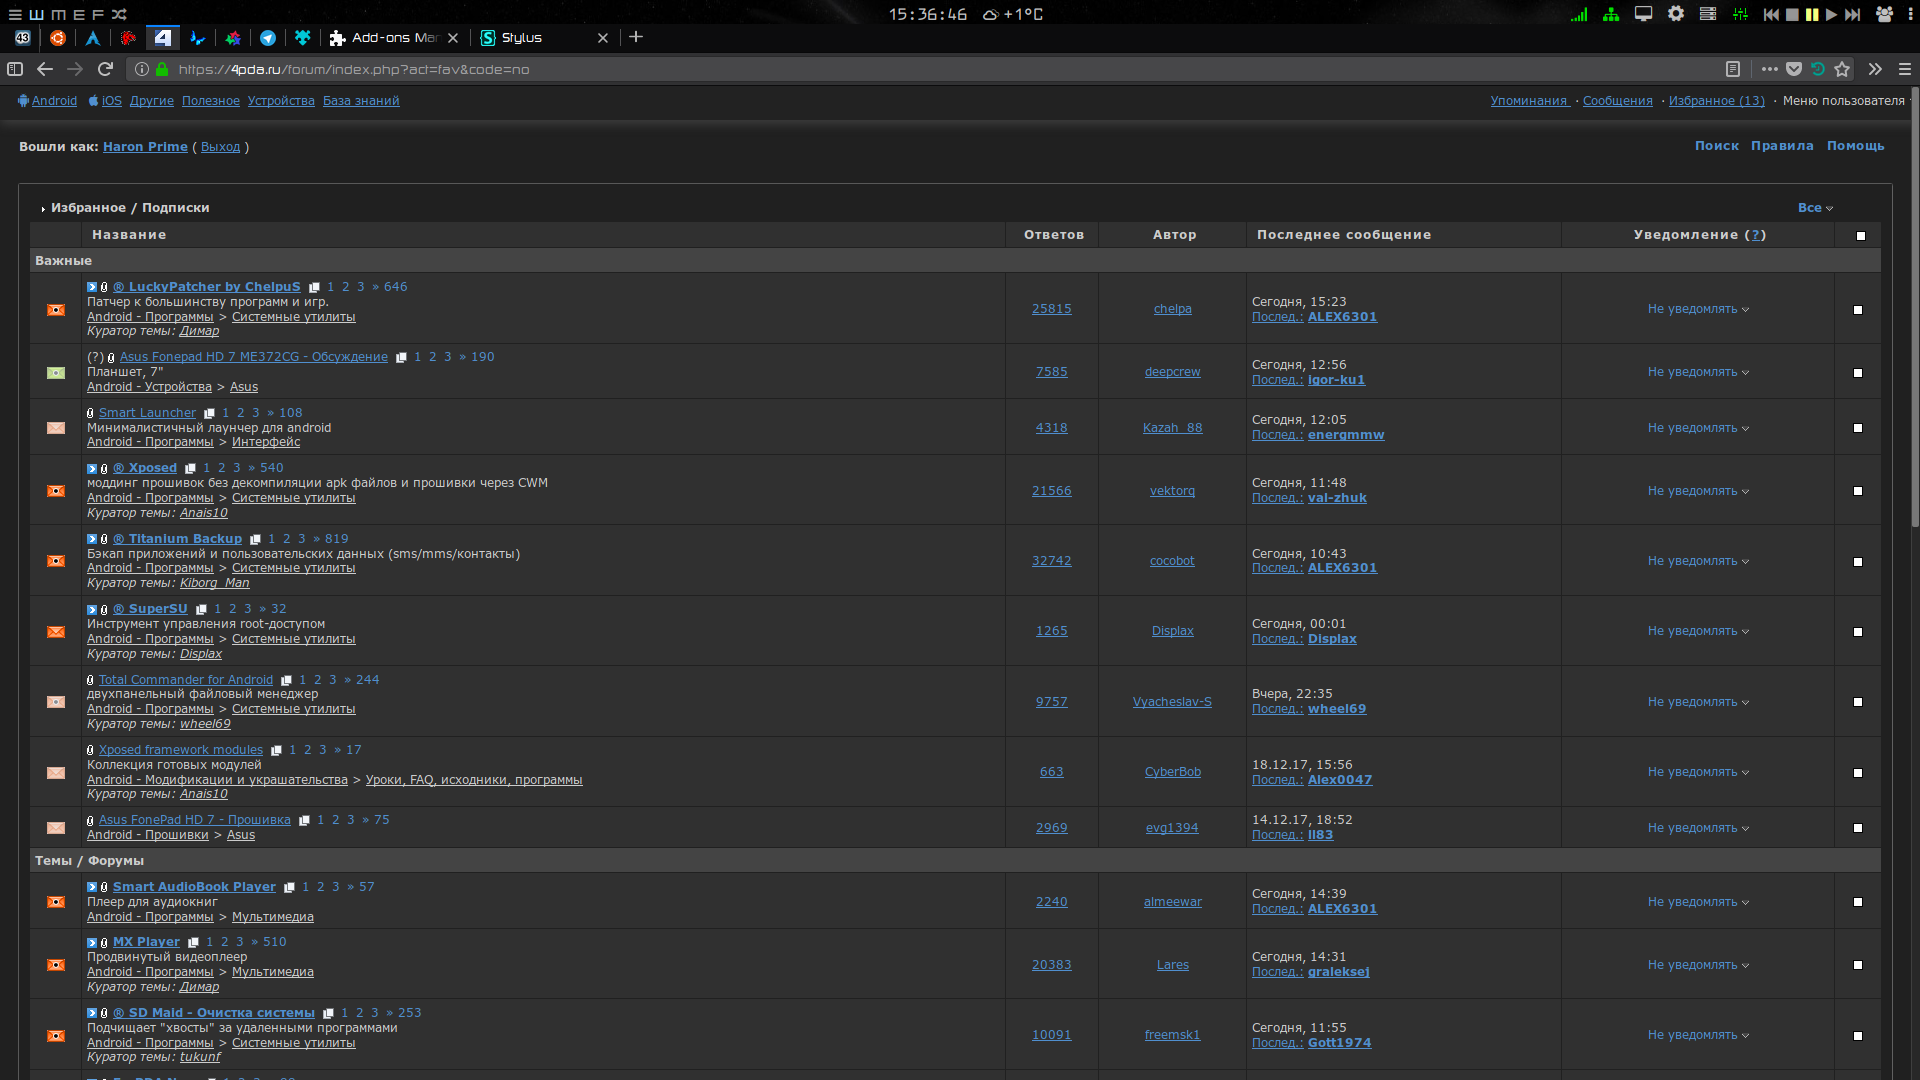 Ш M E F 15:36:46 +1°C
43 Add-ons Ma Stylus
https://4pda.ru/forum/index.php?act=fav&code=no
Android iOS Другие Полезное Устройства База знаний Упоминания · Сообщения · Избранное (13) · Меню пользователя
Вошли как: Haron Prime ( Выход ) Поиск Правила Помощь
Избранное / Подписки Все
Название Ответов Автор Последнее сообщение Уведомление (?)
Важные
® LuckyPatcher by ChelpuS 1 2 3 » 646
Патчер к большинству программ и игр.
Android - Программы > Системные утилиты
Куратор темы: Димар
25815 chelpa
Сегодня, 15:23
Послед.: ALEX6301
Не уведомлять
(?) Asus Fonepad HD 7 ME372CG - Обсуждение 1 2 3 » 190
Планшет, 7"
Android - Устройства > Asus
7585 deepcrew
Сегодня, 12:56
Послед.: igor-ku1
Не уведомлять
Smart Launcher 1 2 3 » 108
Минималистичный лаунчер для android
Android - Программы > Интерфейс
4318 Kazah_88
Сегодня, 12:05
Послед.: energmmw
Не уведомлять
® Xposed 1 2 3 » 540
моддинг прошивок без декомпиляции apk файлов и прошивки через CWM
Android - Программы > Системные утилиты
Куратор темы: Anais10
21566 vektorq
Сегодня, 11:48
Послед.: val-zhuk
Не уведомлять
® Titanium Backup 1 2 3 » 819
Бэкап приложений и пользовательских данных (sms/mms/контакты)
Android - Программы > Системные утилиты
Куратор темы: Kiborg_Man
32742 cocobot
Сегодня, 10:43
Послед.: ALEX6301
Не уведомлять
® SuperSU 1 2 3 » 32
Инструмент управления root-доступом
Android - Программы > Системные утилиты
Куратор темы: Displax
1265 Displax
Сегодня, 00:01
Послед.: Displax
Не уведомлять
Total Commander for Android 1 2 3 » 244
двухпанельный файловый менеджер
Android - Программы > Системные утилиты
Куратор темы: wheel69
9757 Vyacheslav-S
Вчера, 22:35
Послед.: wheel69
Не уведомлять
Xposed framework modules 1 2 3 » 17
Коллекция готовых модулей
Android - Модификации и украшательства > Уроки, FAQ, исходники, программы
Куратор темы: Anais10
663 CyberBob
18.12.17, 15:56
Послед.: Alex0047
Не уведомлять
Asus FonePad HD 7 - Прошивка 1 2 3 » 75
Android - Прошивки > Asus
2969 evg1394
14.12.17, 18:52
Не уведомлять
Темы / Форумы
Smart AudioBook Player 1 2 3 » 57
Плеер для аудиокниг
Android - Программы > Мультимедиа
2240 almeewar
Сегодня, 14:39
Послед.: ALEX6301
Не уведомлять
MX Player 1 2 3 » 510
Продвинутый видеоплеер
Android - Программы > Мультимедиа
Куратор темы: Димар
20383 Lares
Сегодня, 14:31
Послед.: graleksej
Не уведомлять
® SD Maid - Очистка системы 1 2 3 » 253
Подчищает "хвосты" за удаленными программами
Android - Программы > Системные утилиты
Куратор темы: tukunf
10091 freemsk1
Сегодня, 11:55
Послед.: Gott1974
Не уведомлять